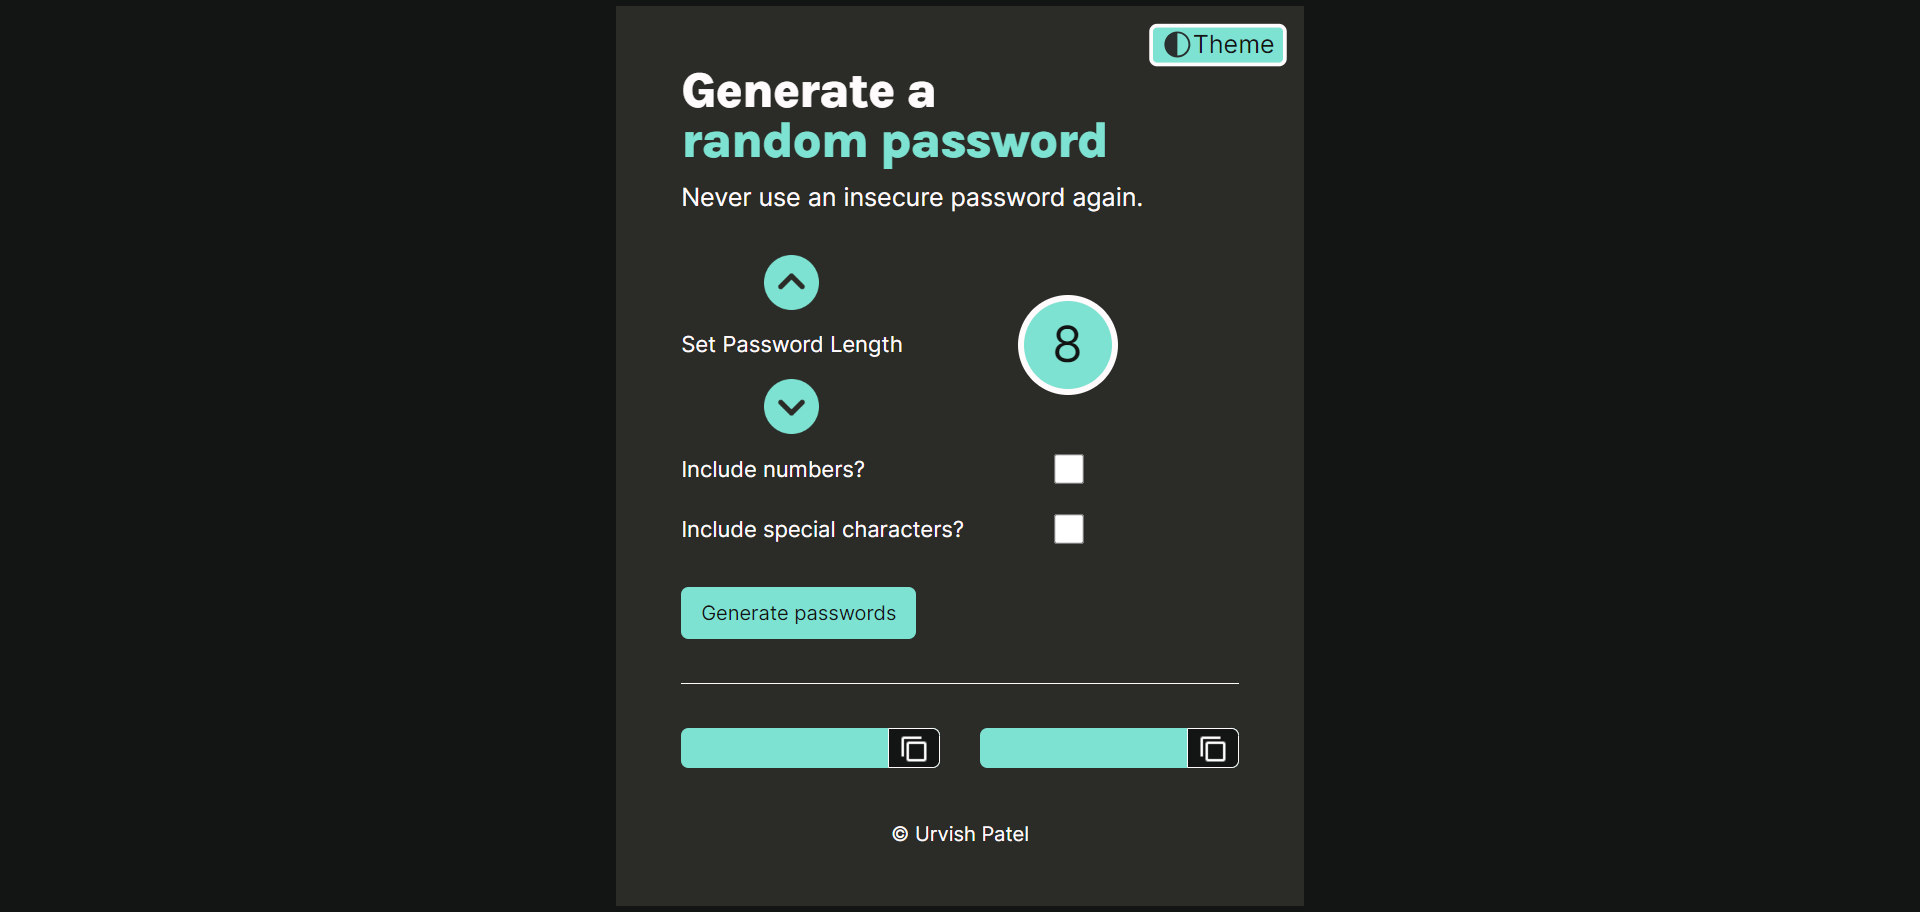 Theme
Generate a
random password
Never use an insecure password again.
Set Password Length
8
Include numbers?
Include special characters?
Generate passwords
© Urvish Patel